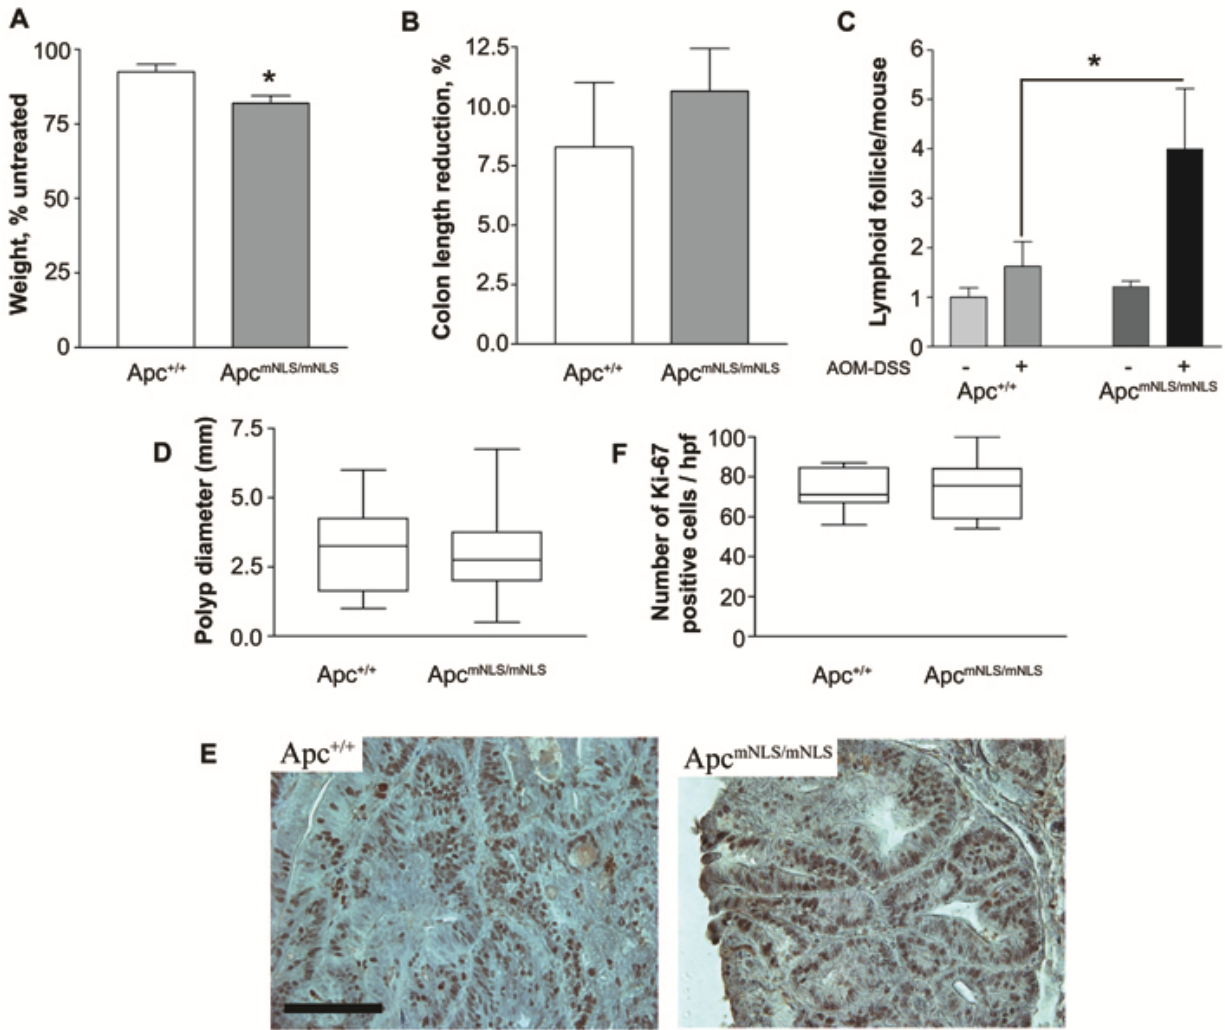 A
Weight, % untreated
100
75
50
25
0
*
Apc+/+
ApcmNLS/mNLS
B
Colon length reduction, %
12.5
10.0
7.5
5.0
2.5
0.0
Apc+/+
ApcmNLS/mNLS
C
Lymphoid follicle/mouse
6
5
4
3
2
1
0
*
AOM-DSS - + - +
Apc+/+
ApcmNLS/mNLS
D
Polyp diameter (mm)
7.5
5.0
2.5
0.0
Apc+/+
ApcmNLS/mNLS
F
Number of Ki-67
positive cells / hpf
100
80
60
40
20
0
Apc+/+
ApcmNLS/mNLS
E
Apc+/+
ApcmNLS/mNLS